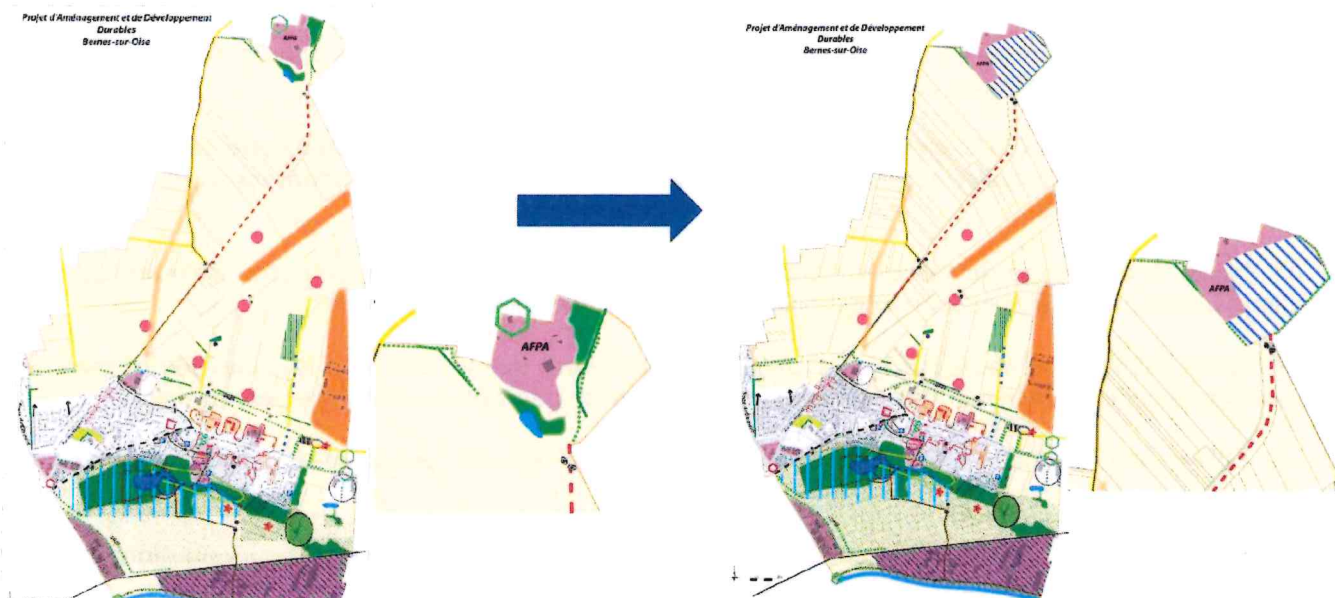 Projet d'Aménagement et de Développement
Durables
Bernes-sur-Oise
AFPA
AFPA
Projet d'Aménagement et de Développement
Durables
Bernes-sur-Oise
AFPA
AFPA